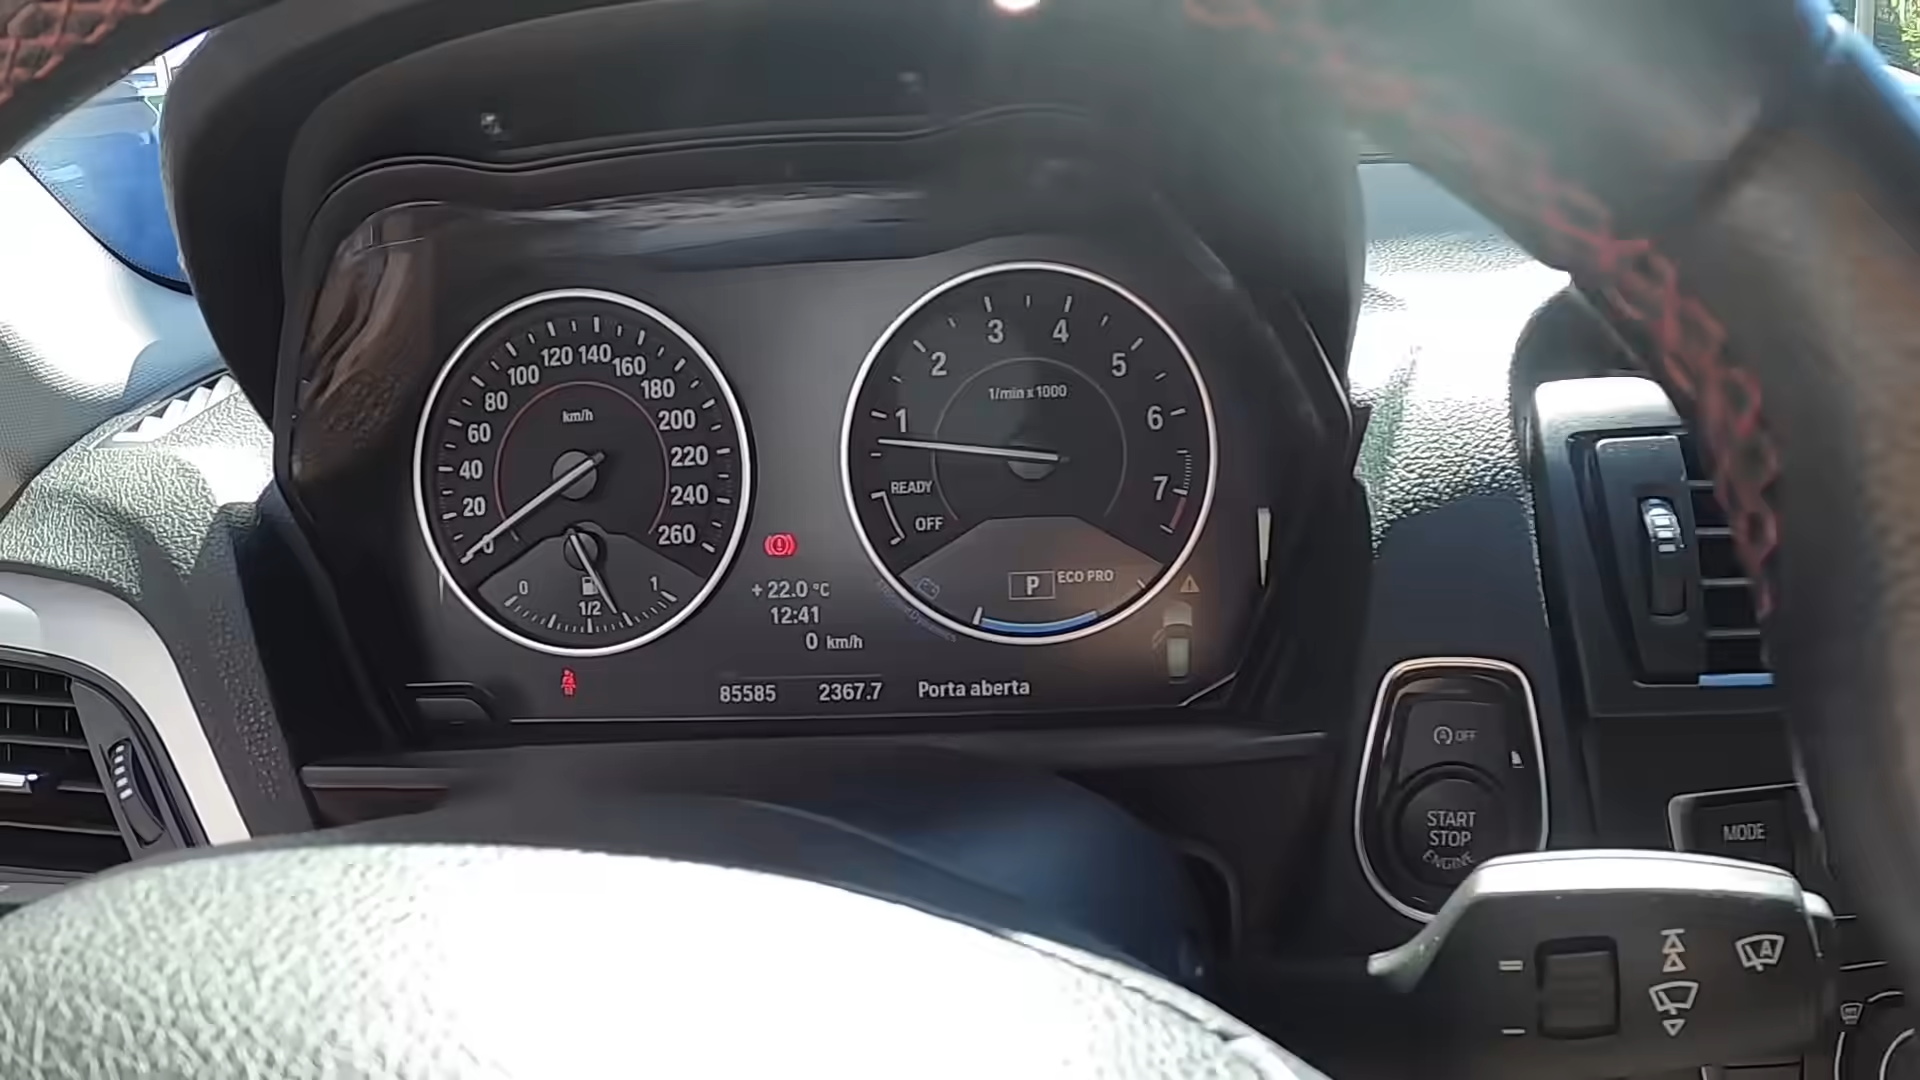 20
40
60
80
100
120
140
160
180
200
220
240
260
km/h
0
0
1/2
1
+ 22.0 °C
12:41
0 km/h
85585
2367.7
Porta aberta
1
2
3
4
5
6
7
1/min x 1000
READY
OFF
P
ECO PRO
OFF
START
STOP
ENGINE
MODE
A